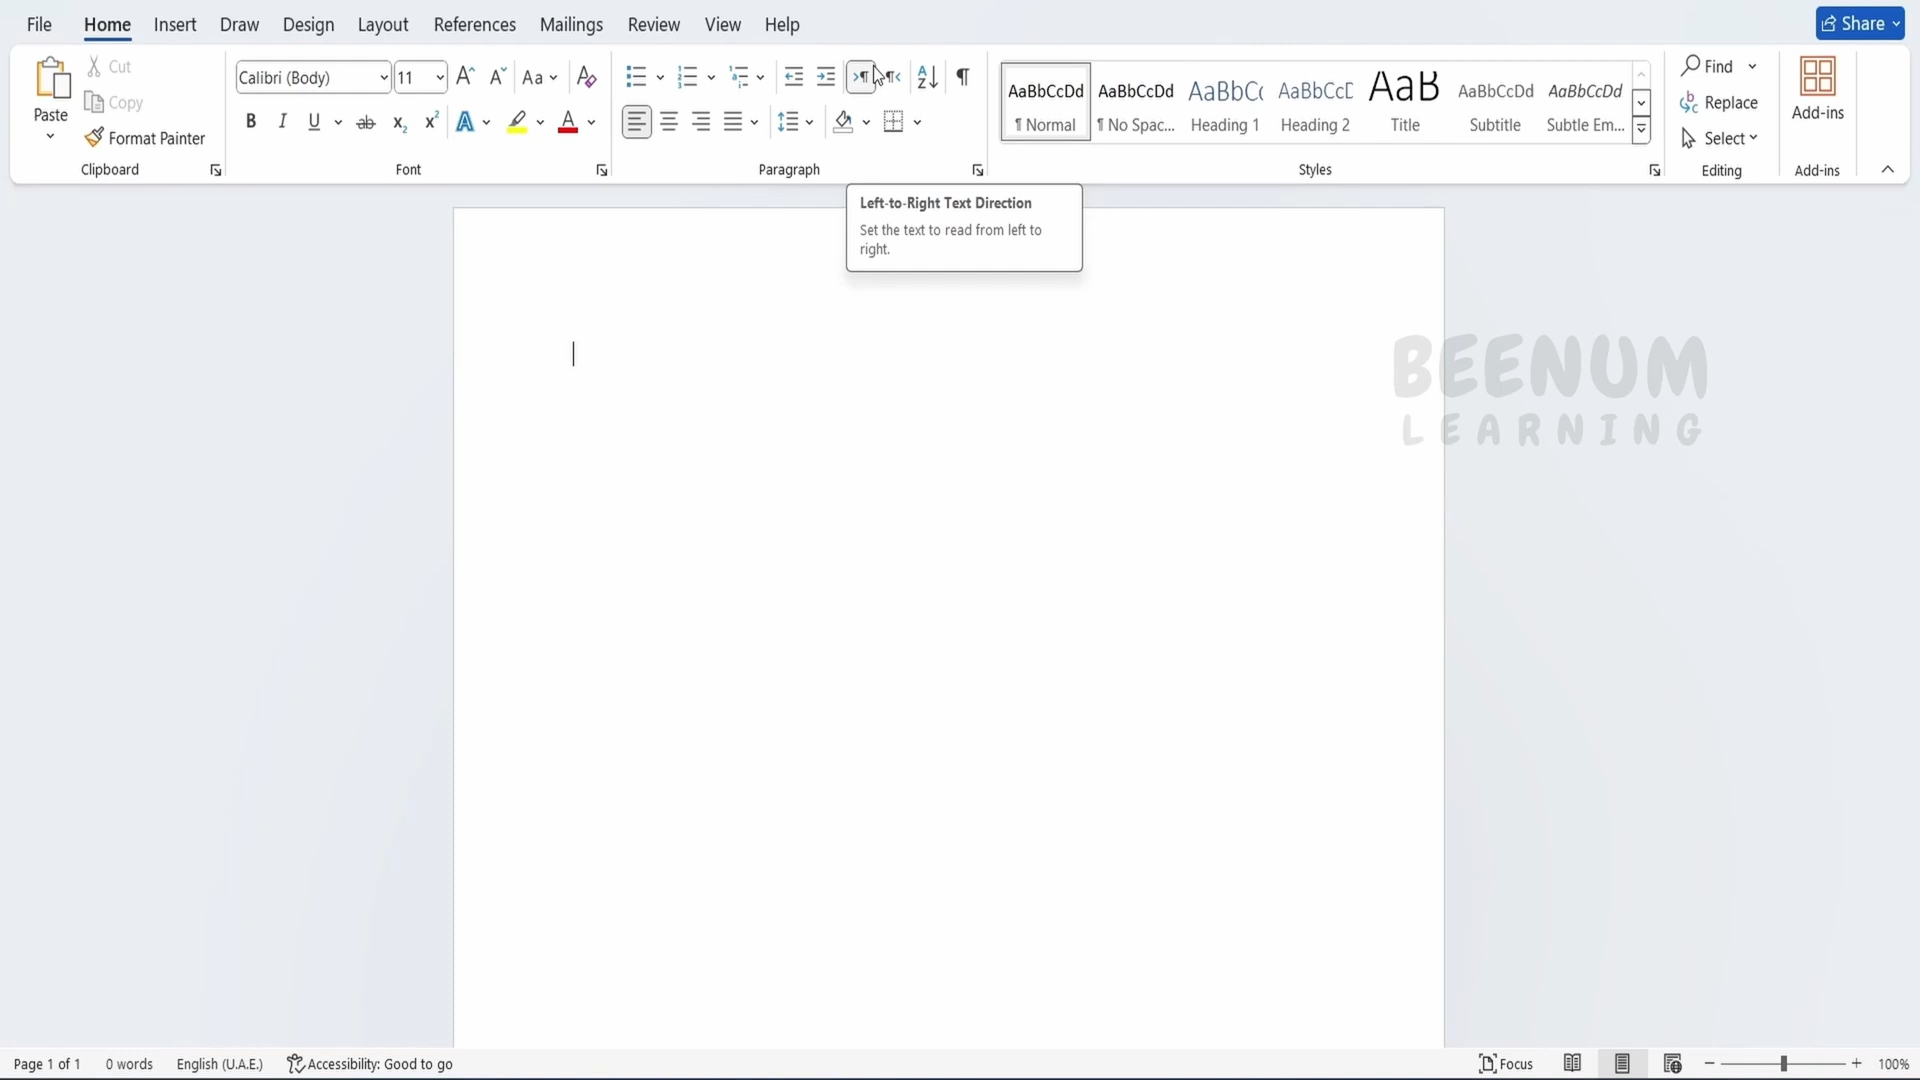 File Home Insert Draw Design Layout References Mailings Review View Help Share
Paste
Cut
Copy
Format Painter
Clipboard
Calibri (Body) 11
Font
Paragraph
AaBbCcDd AaBbCcDd AaBbC( AaBbCcC AaB AaBbCcDd AaBbCcDd
¶ Normal ¶ No Spac... Heading 1 Heading 2 Title Subtitle Subtle Em...
Styles
Find
Replace
Select
Editing
Add-ins
Add-ins
Left-to-Right Text Direction
Set the text to read from left to
right.
BEENUM
LEARNING
Page 1 of 1 0 words English (U.A.E.) Accessibility: Good to go Focus 100%